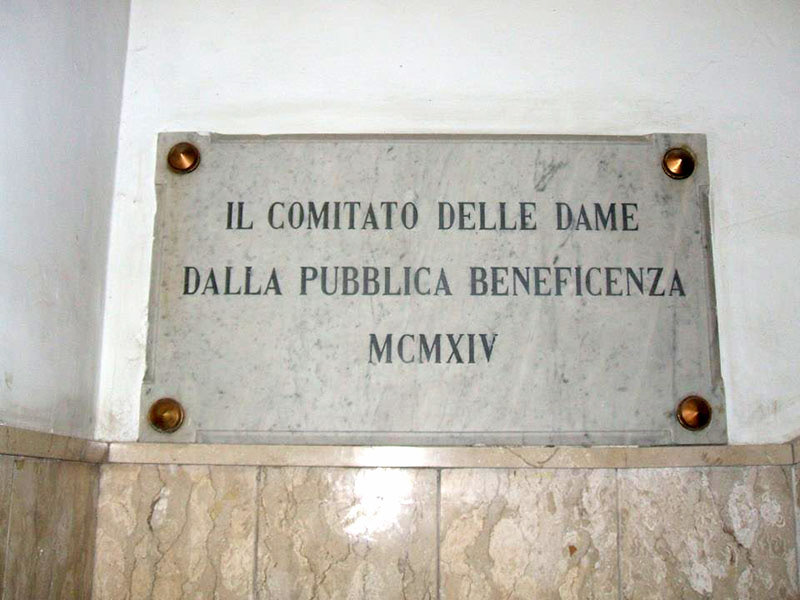 IL COMITATO DELLE DAME
DALLA PUBBLICA BENEFICENZA
MCMXIV